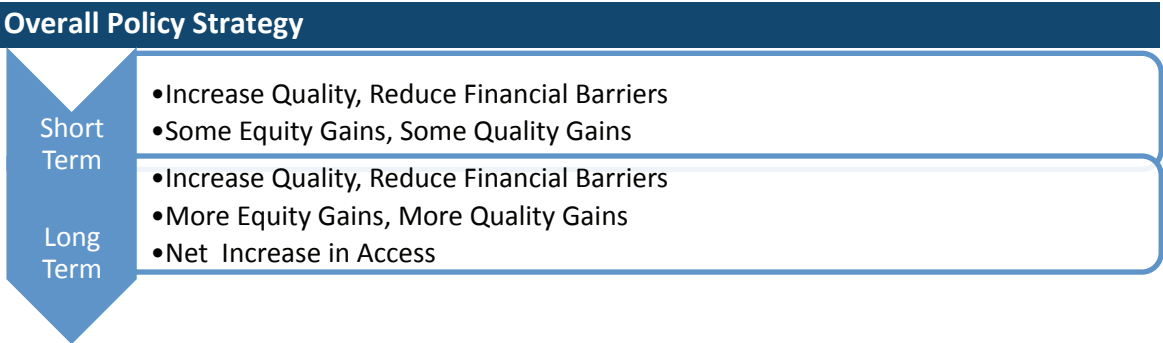 Overall Policy Strategy
Short
Term
•Increase Quality, Reduce Financial Barriers
•Some Equity Gains, Some Quality Gains
Long
Term
•Increase Quality, Reduce Financial Barriers
•More Equity Gains, More Quality Gains
•Net  Increase in Access